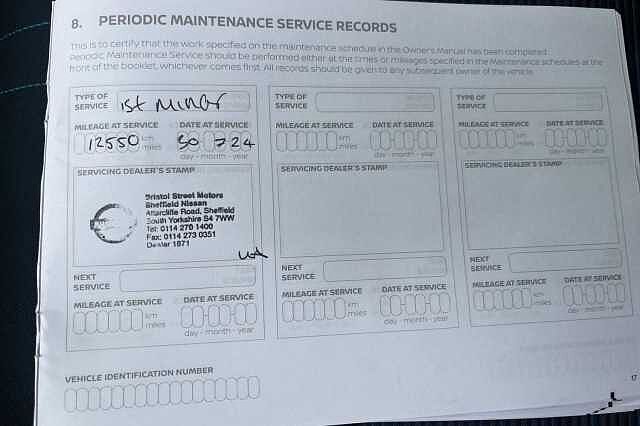 8. PERIODIC MAINTENANCE SERVICE RECORDS
This is to certify that the work specified on the maintenance schedule in the Owner's Manual has been completed.
Periodic Maintenance Service should be performed either at the times or mileages specified in the Maintenance schedules at the
front of the booklet, whichever comes first. All records should be given to any subsequent owner of the vehicle.
TYPE OF SERVICE 1st Minor
MILEAGE AT SERVICE DATE AT SERVICE
12550 km miles 30 7 24
day - month - year
SERVICING DEALER'S STAMP
Bristol Street Motors
Sheffield Nissan
Attercliffe Road, Sheffield
South Yorkshire S4 7WW
Tel: 0114 270 1400
Fax: 0114 273 0351
Dealer 1871
NEXT SERVICE
MILEAGE AT SERVICE DATE AT SERVICE
km miles
day - month - year
TYPE OF SERVICE
MILEAGE AT SERVICE DATE AT SERVICE
km miles
day - month - year
SERVICING DEALER'S STAMP
NEXT SERVICE
MILEAGE AT SERVICE DATE AT SERVICE
km miles
day - month - year
TYPE OF SERVICE
MILEAGE AT SERVICE DATE AT SERVICE
km miles
day - month - year
SERVICING DEALER'S STAMP
NEXT SERVICE
MILEAGE AT SERVICE DATE AT SERVICE
km miles
day - month - year
VEHICLE IDENTIFICATION NUMBER
17